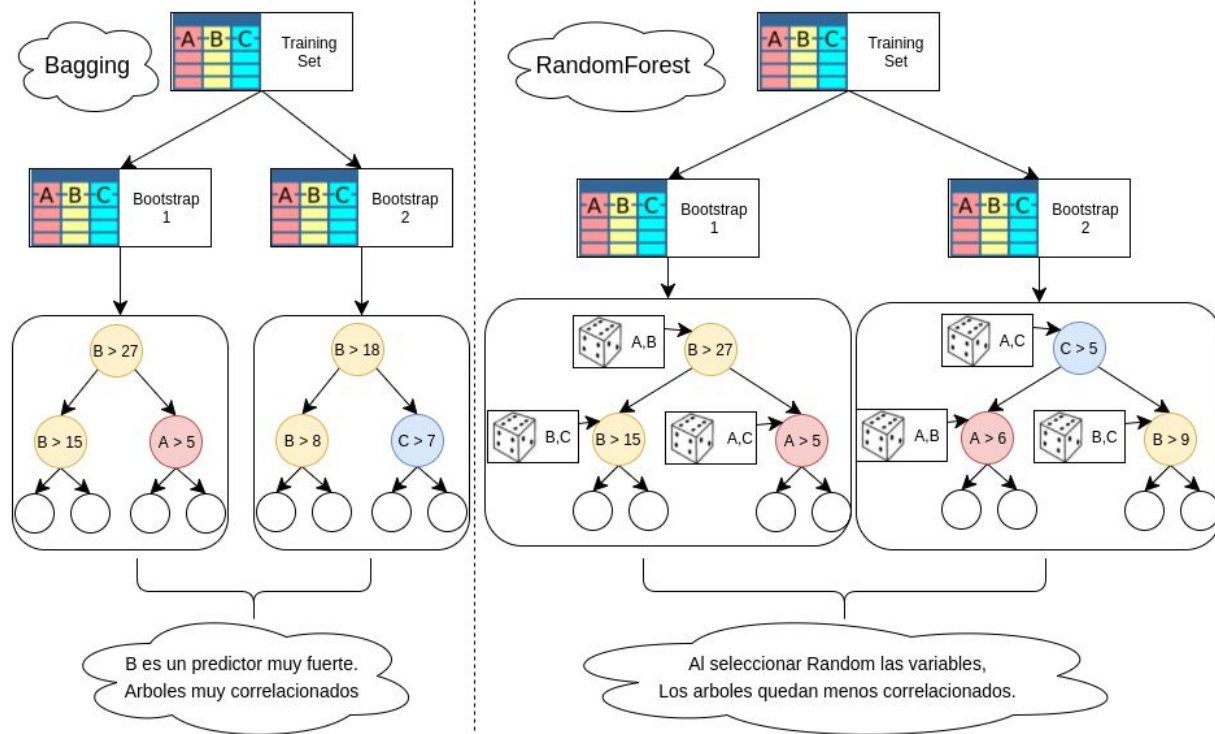 Bagging
A B C
Training
Set
A B C
Bootstrap
1
A B C
Bootstrap
2
B > 27
B > 15
A > 5
B > 18
B > 8
C > 7
B es un predictor muy fuerte.
Arboles muy correlacionados
RandomForest
A B C
Training
Set
A B C
Bootstrap
1
A B C
Bootstrap
2
A,B
B > 27
B,C
B > 15
A,C
A > 5
A,C
C > 5
A,B
A > 6
B,C
B > 9
Al seleccionar Random las variables,
Los arboles quedan menos correlacionados.